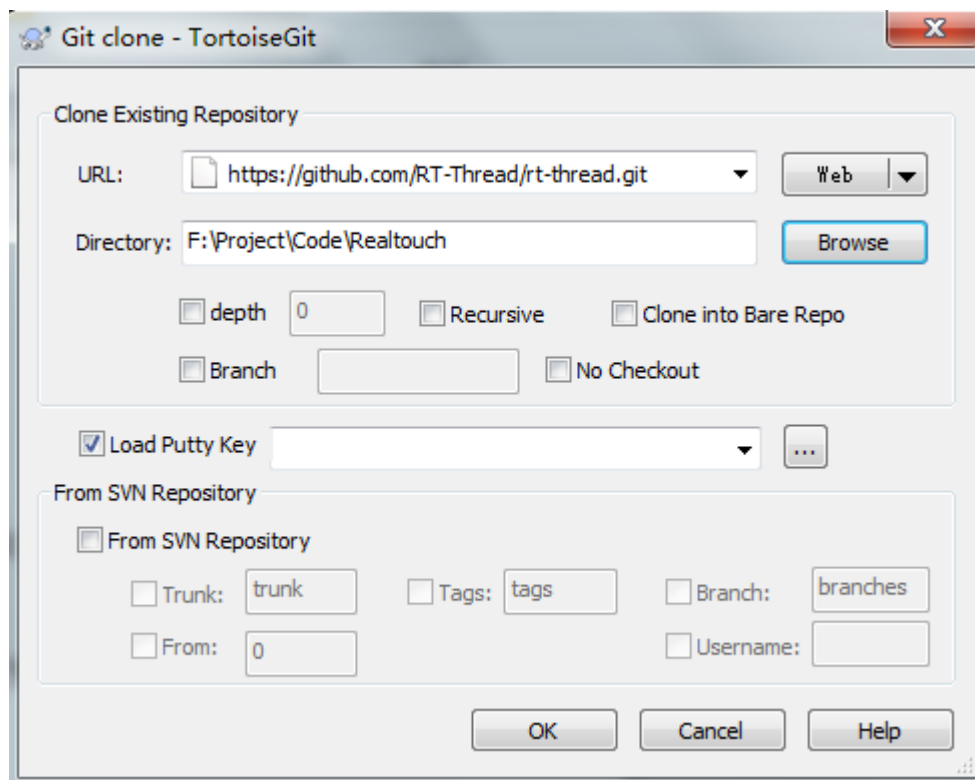 Git clone - TortoiseGit
X
Clone Existing Repository
URL: https://github.com/RT-Thread/rt-thread.git Web
Directory: F:\Project\Code\Realtouch Browse
depth 0 Recursive Clone into Bare Repo
Branch No Checkout
Load Putty Key ...
From SVN Repository
From SVN Repository
Trunk: trunk Tags: tags Branch: branches
From: 0 Username:
OK Cancel Help